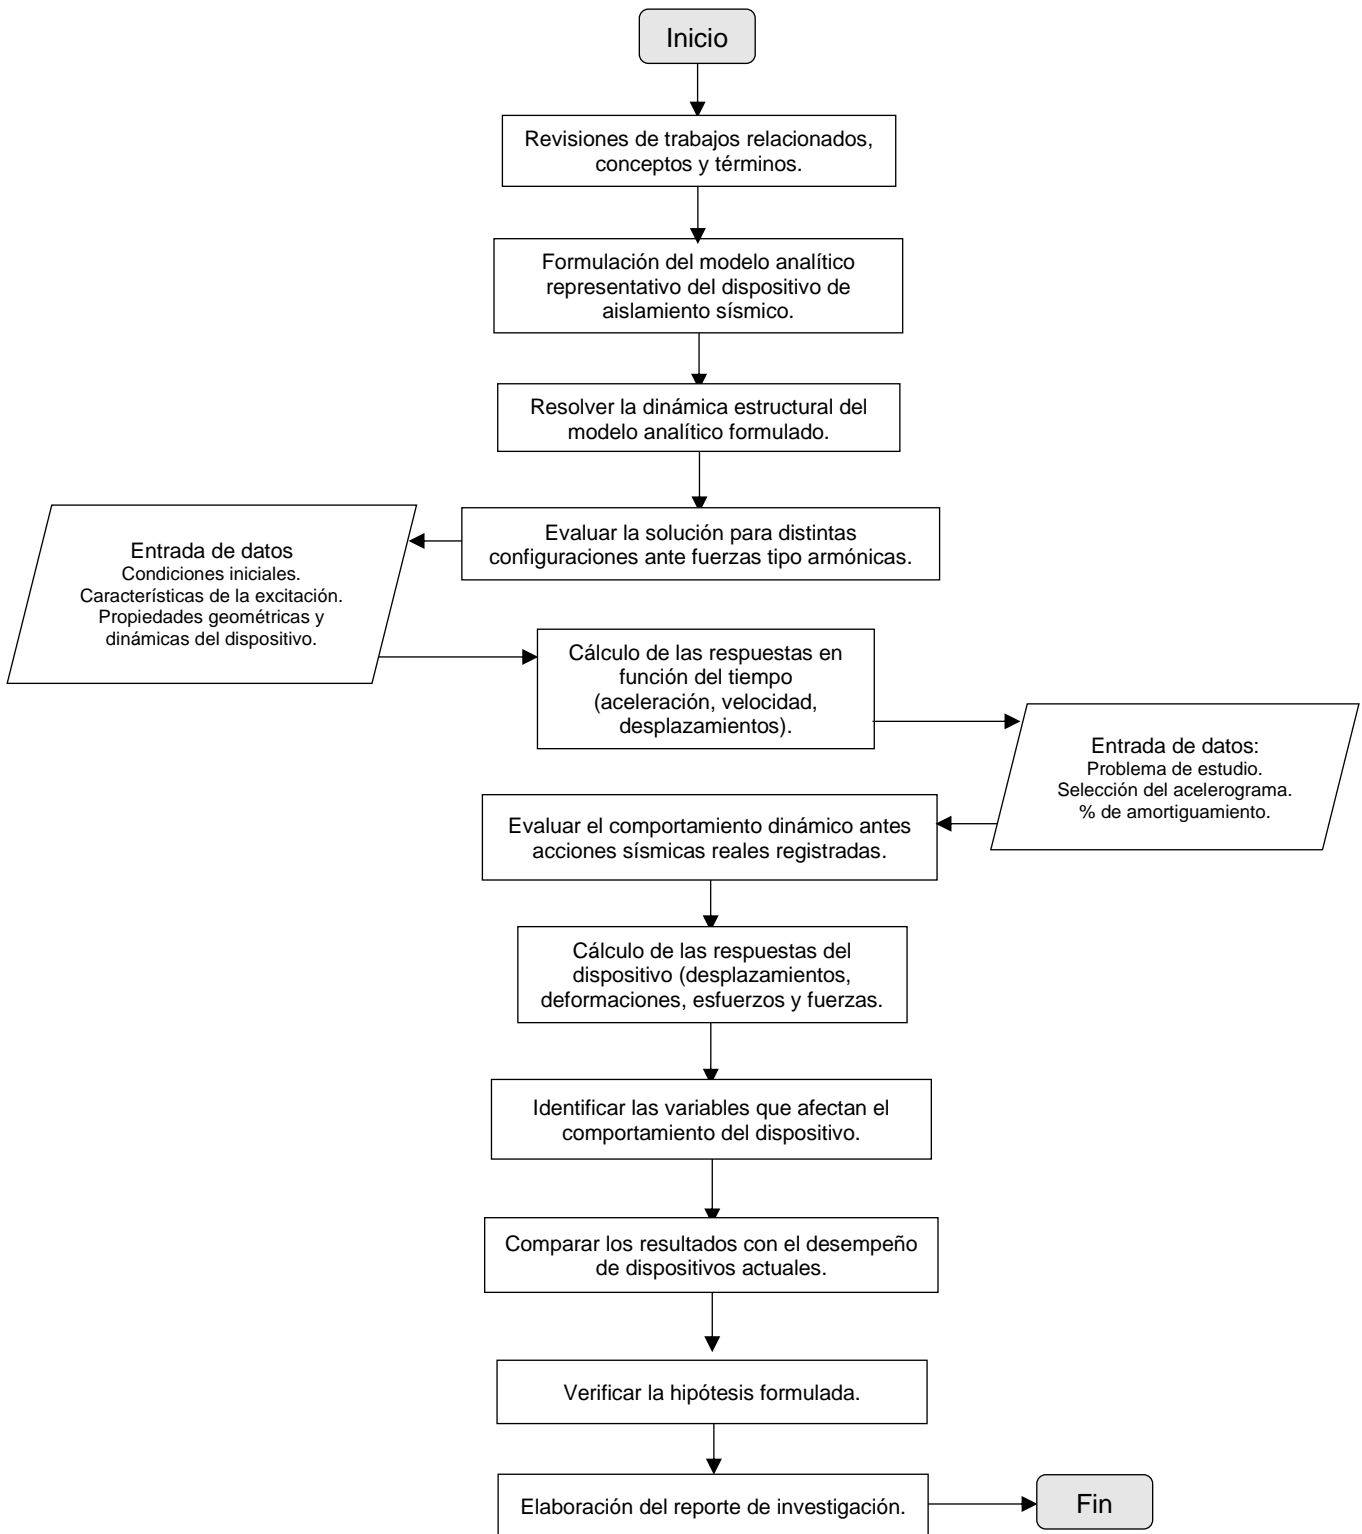 Inicio
Revisiones de trabajos relacionados,
conceptos y términos.
Formulación del modelo analítico
representativo del dispositivo de
aislamiento sísmico.
Resolver la dinámica estructural del
modelo analítico formulado.
Evaluar la solución para distintas
configuraciones ante fuerzas tipo armónicas.
Entrada de datos
Condiciones iniciales.
Características de la excitación.
Propiedades geométricas y
dinámicas del dispositivo.
Cálculo de las respuestas en
función del tiempo
(aceleración, velocidad,
desplazamientos).
Entrada de datos:
Problema de estudio.
Selección del acelerograma.
% de amortiguamiento.
Evaluar el comportamiento dinámico antes
acciones sísmicas reales registradas.
Cálculo de las respuestas del
dispositivo (desplazamientos,
deformaciones, esfuerzos y fuerzas.
Identificar las variables que afectan el
comportamiento del dispositivo.
Comparar los resultados con el desempeño
de dispositivos actuales.
Verificar la hipótesis formulada.
Elaboración del reporte de investigación.
Fin